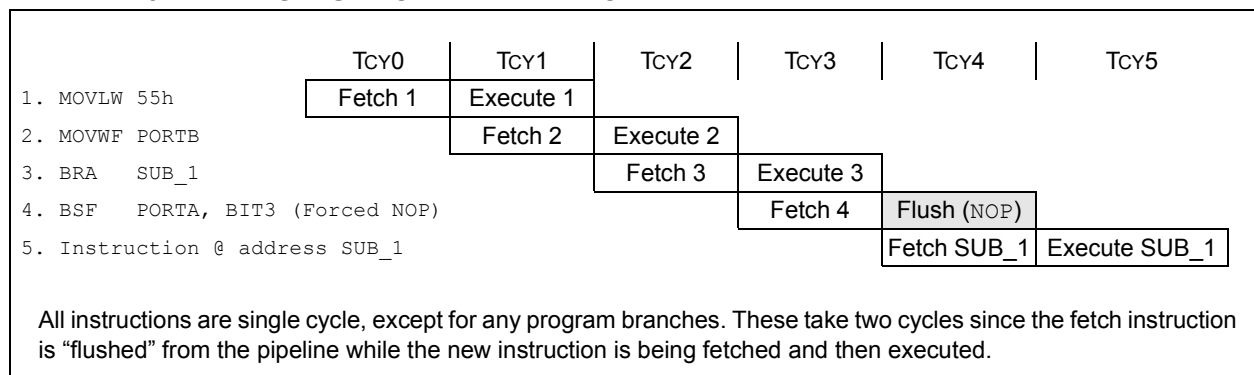 TCY0 TCY1 TCY2 TCY3 TCY4 TCY5
1. MOVLW 55h Fetch 1 Execute 1
2. MOVWF PORTB Fetch 2 Execute 2
3. BRA SUB_1 Fetch 3 Execute 3
4. BSF PORTA, BIT3 (Forced NOP) Fetch 4 Flush (NOP)
5. Instruction @ address SUB_1 Fetch SUB_1 Execute SUB_1
All instructions are single cycle, except for any program branches. These take two cycles since the fetch instruction
is “flushed” from the pipeline while the new instruction is being fetched and then executed.